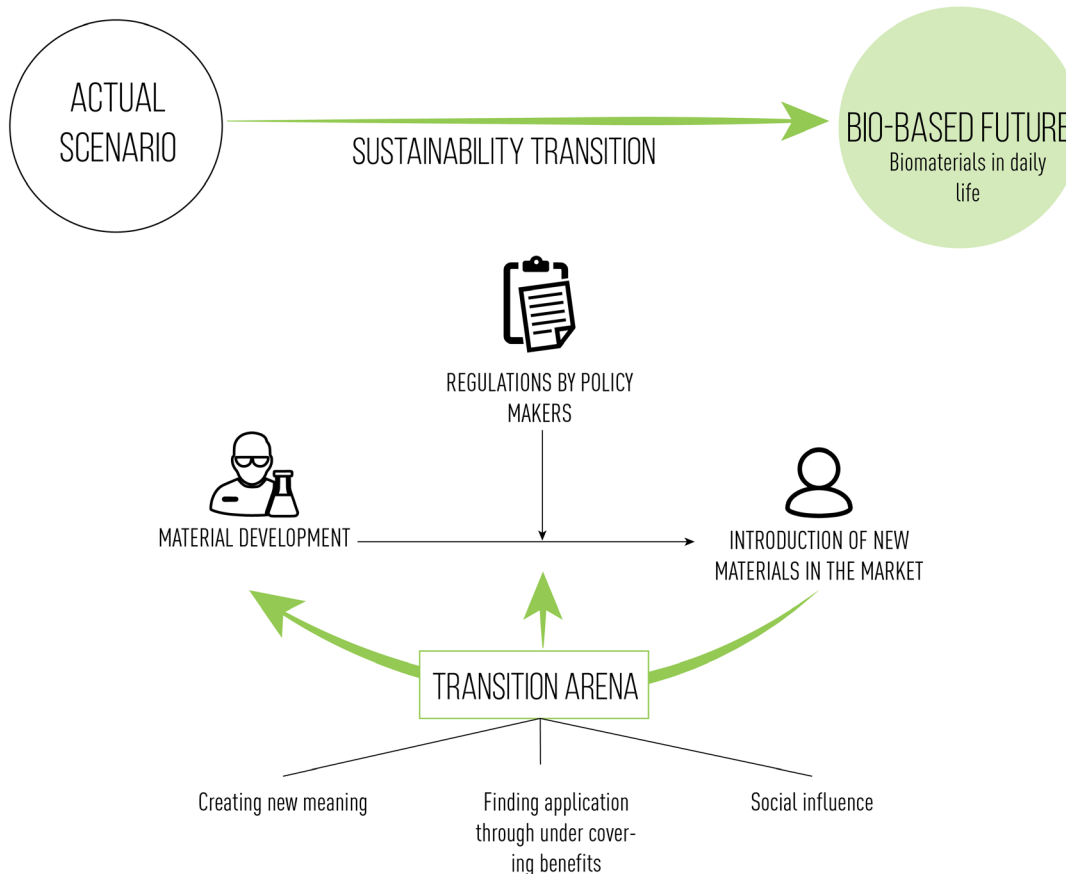 ACTUAL
SCENARIO
SUSTAINABILITY TRANSITION
BIO-BASED FUTURE
Biomaterials in daily
life
REGULATIONS BY POLICY
MAKERS
MATERIAL DEVELOPMENT
INTRODUCTION OF NEW
MATERIALS IN THE MARKET
TRANSITION ARENA
Creating new meaning
Finding application
through under cover-
ing benefits
Social influence